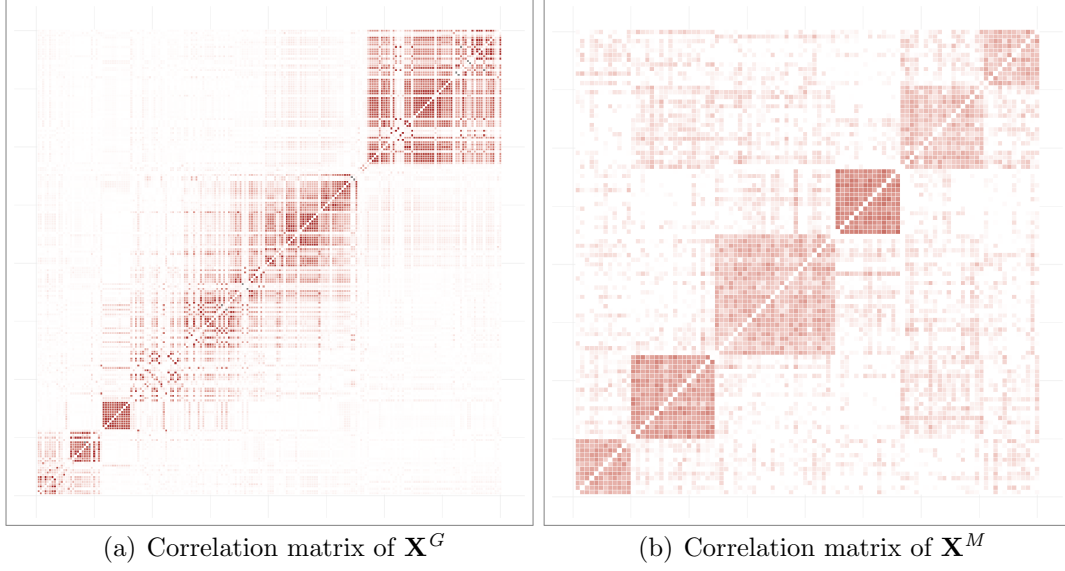 (a) Correlation matrix of X^G
(b) Correlation matrix of X^M